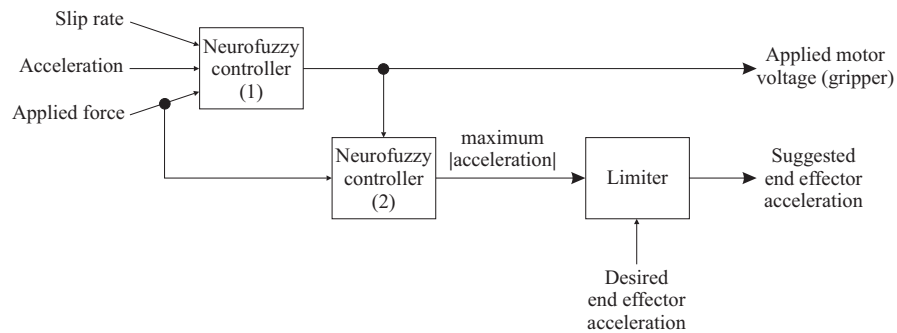 Slip rate
Acceleration
Applied force
Neurofuzzy
controller
(1)
Applied motor
voltage (gripper)
Neurofuzzy
controller
(2)
maximum
|acceleration|
Limiter
Suggested
end effector
acceleration
Desired
end effector
acceleration